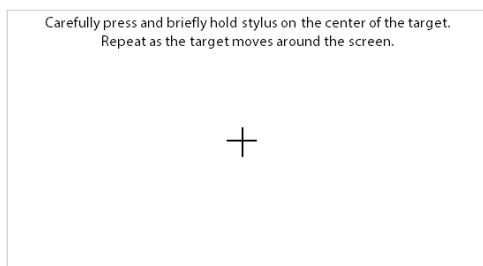 Carefully press and briefly hold stylus on the center of the target.
Repeat as the target moves around the screen.